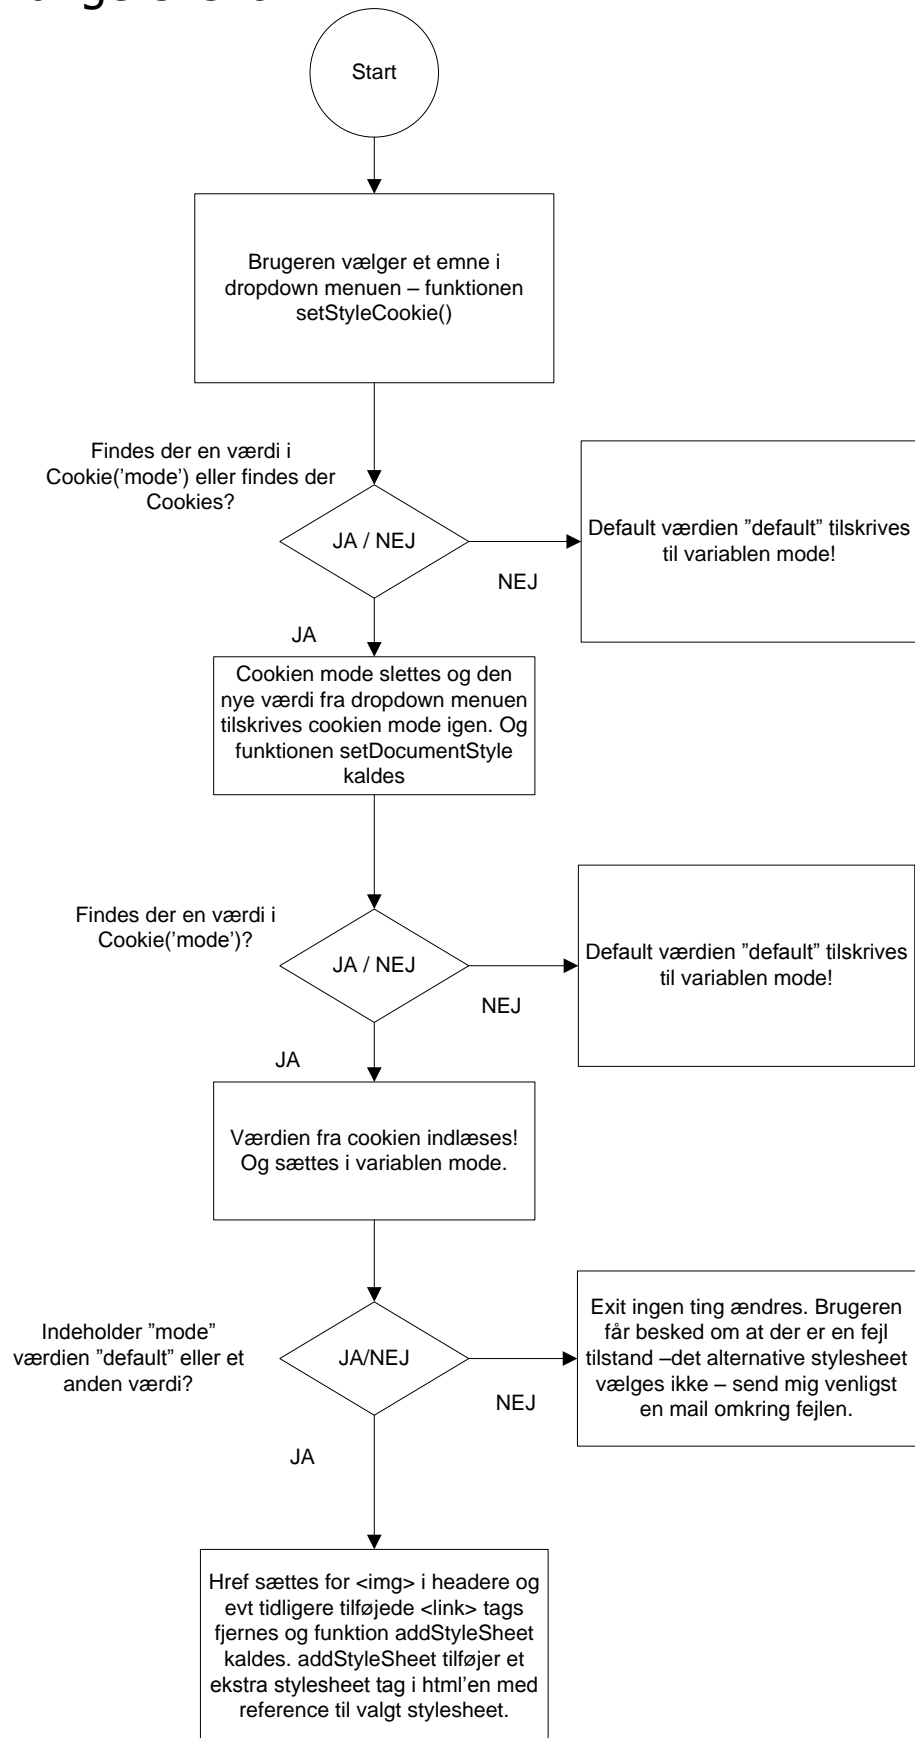 Start
Brugeren vælger et emne i
dropdown menuen – funktionen
setStyleCookie()
Findes der en værdi i
Cookie('mode') eller findes der
Cookies?
JA / NEJ
NEJ
Default værdien ”default” tilskrives
til variablen mode!
JA
Cookien mode slettes og den
nye værdi fra dropdown menuen
tilskrives cookien mode igen. Og
funktionen setDocumentStyle
kaldes
Findes der en værdi i
Cookie('mode')?
JA / NEJ
NEJ
Default værdien ”default” tilskrives
til variablen mode!
JA
Værdien fra cookien indlæses!
Og sættes i variablen mode.
Indeholder ”mode”
værdien ”default” eller et
anden værdi?
JA/NEJ
NEJ
Exit ingen ting ændres. Brugeren
får besked om at der er en fejl
tilstand –det alternative stylesheet
vælges ikke – send mig venligst
en mail omkring fejlen.
JA
Href sættes for <img> i headere og
evt tidligere tilføjede <link> tags
fjernes og funktion addStyleSheet
kaldes. addStyleSheet tilføjer et
ekstra stylesheet tag i html’en med
reference til valgt stylesheet.